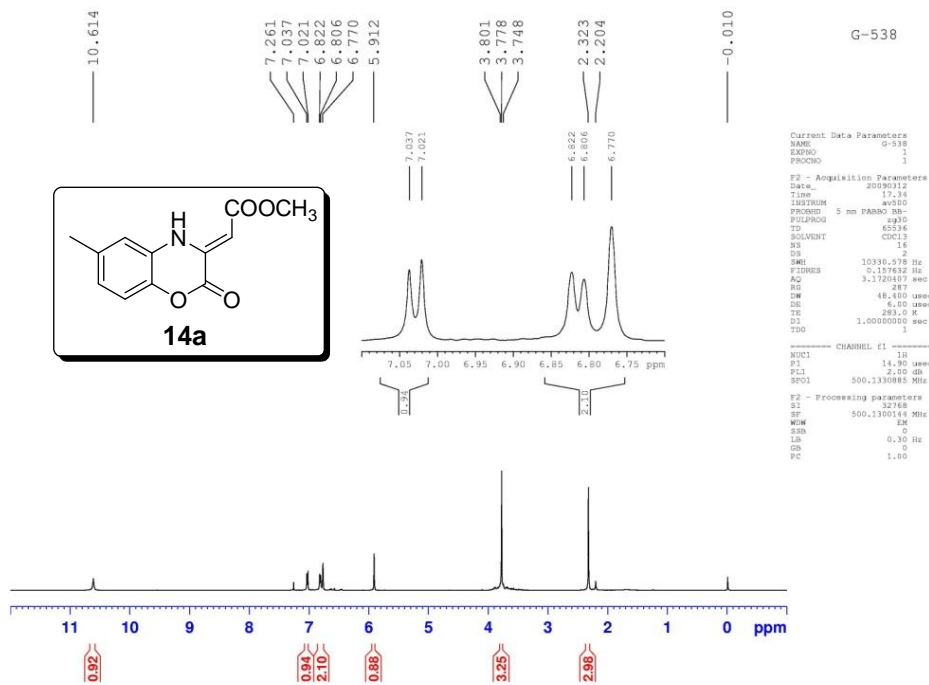 10.614
7.261
7.037
7.021
6.822
6.806
6.770
5.912
3.801
3.778
3.748
2.323
2.204
-0.010
G-538
7.037
7.021
6.822
6.806
6.770
COOCH3
NH
O
O
14a
7.05 7.00 6.95 6.90 6.85 6.80 6.75 ppm
0.94
2.10
Current Data Parameters
NAME G-538
EXPNO 1
PROCNO 1
F2 - Acquisition Parameters
Date_ 20090312
Time 17.34
INSTRUM av500
PROBHD 5 mm PABBO BB-
PULPROG zg30
TD 65536
SOLVENT CDCl3
NS 16
DS 2
SWH 10330.578 Hz
FIDRES 0.157632 Hz
AQ 3.1720407 sec
RG 287
DW 48.400 usec
DE 6.00 usec
TE 283.0 K
D1 1.00000000 sec
TD0 1
======== CHANNEL f1 ========
NUC1 1H
P1 14.90 usec
PL1 2.00 dB
SFO1 500.1330885 MHz
F2 - Processing parameters
SI 32768
SF 500.1300144 MHz
WDW EM
SSB 0
LB 0.30 Hz
GB 0
PC 1.00
11 10 9 8 7 6 5 4 3 2 1 0 ppm
0.92
0.94
2.10
0.88
3.25
2.98